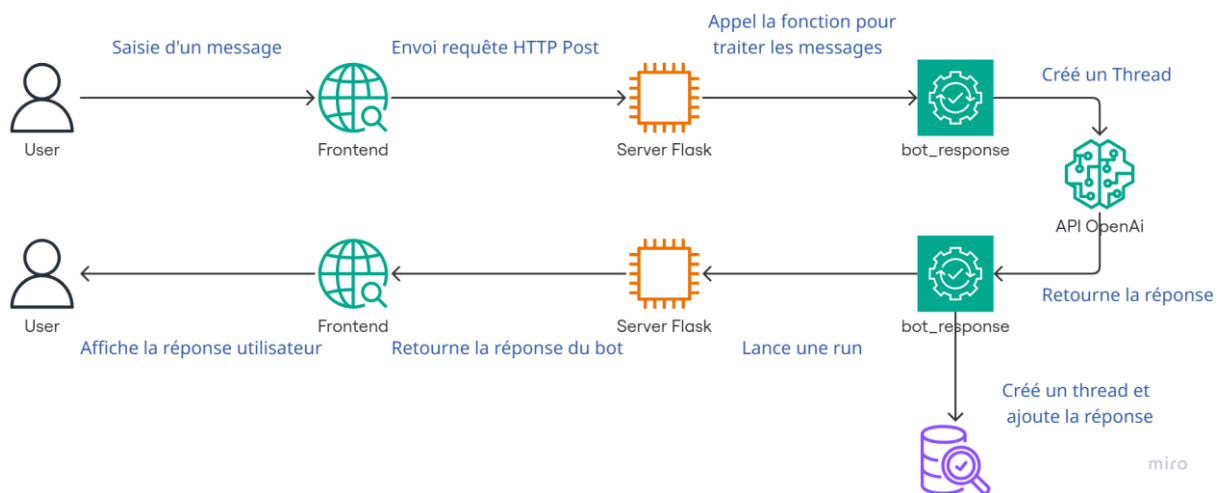 Saisie d'un message
Envoi requête HTTP Post
Appel la fonction pour
traiter les messages
Créé un Thread
User
Frontend
Server Flask
bot_response
API OpenAi
User
Frontend
Server Flask
bot_response
Retourne la réponse
Affiche la réponse utilisateur
Retourne la réponse du bot
Lance une run
Créé un thread et
ajoute la réponse
miro